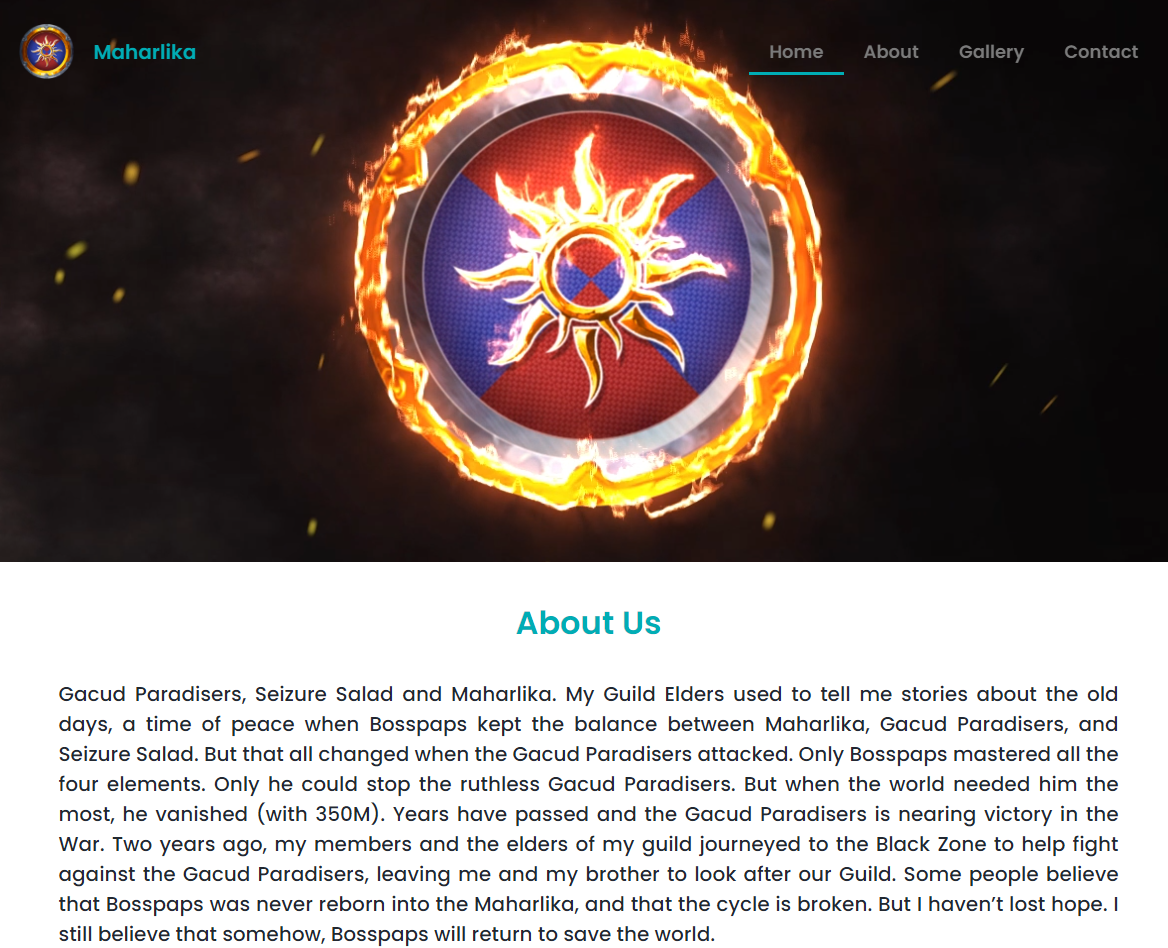 Maharlika
Home About Gallery Contact
About Us
Gacud Paradisers, Seizure Salad and Maharlika. My Guild Elders used to tell me stories about the old
days, a time of peace when Bosspaps kept the balance between Maharlika, Gacud Paradisers, and
Seizure Salad. But that all changed when the Gacud Paradisers attacked. Only Bosspaps mastered all the
four elements. Only he could stop the ruthless Gacud Paradisers. But when the world needed him the
most, he vanished (with 350M). Years have passed and the Gacud Paradisers is nearing victory in the
War. Two years ago, my members and the elders of my guild journeyed to the Black Zone to help fight
against the Gacud Paradisers, leaving me and my brother to look after our Guild. Some people believe
that Bosspaps was never reborn into the Maharlika, and that the cycle is broken. But I haven’t lost hope. I
still believe that somehow, Bosspaps will return to save the world.